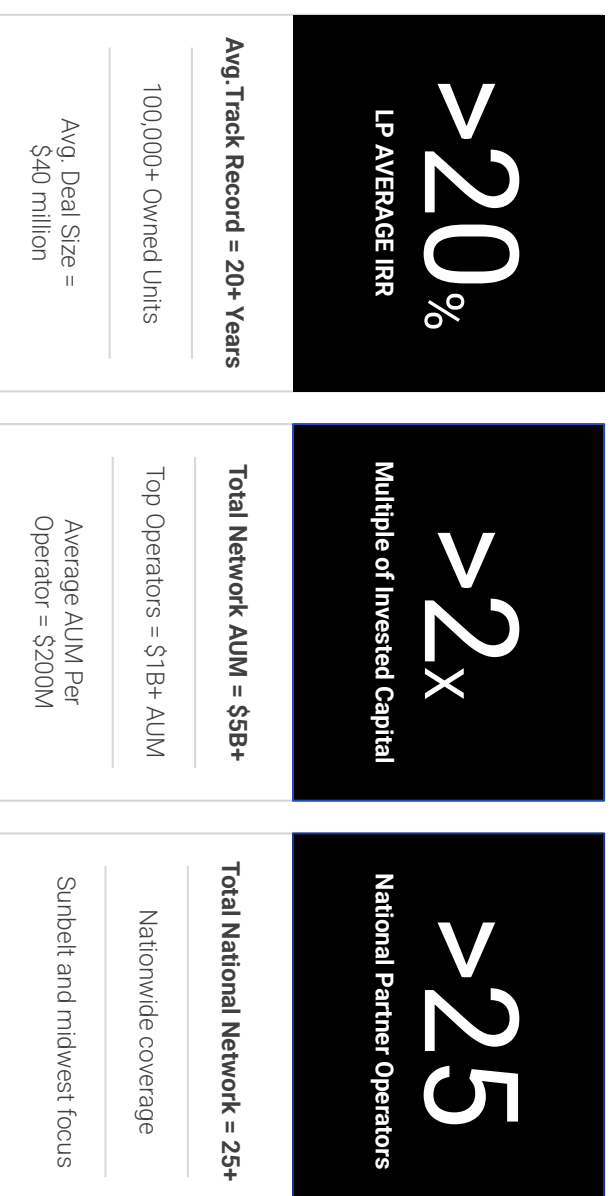 >20%
LP AVERAGE IRR
Avg.Track Record = 20+ Years
100,000+ Owned Units
Avg. Deal Size =
$40 million
>2x
Multiple of Invested Capital
Total Network AUM = $5B+
Top Operators = $1B+ AUM
Average AUM Per
Operator = $200M
>25
National Partner Operators
Total National Network = 25+
Nationwide coverage
Sunbelt and midwest focus